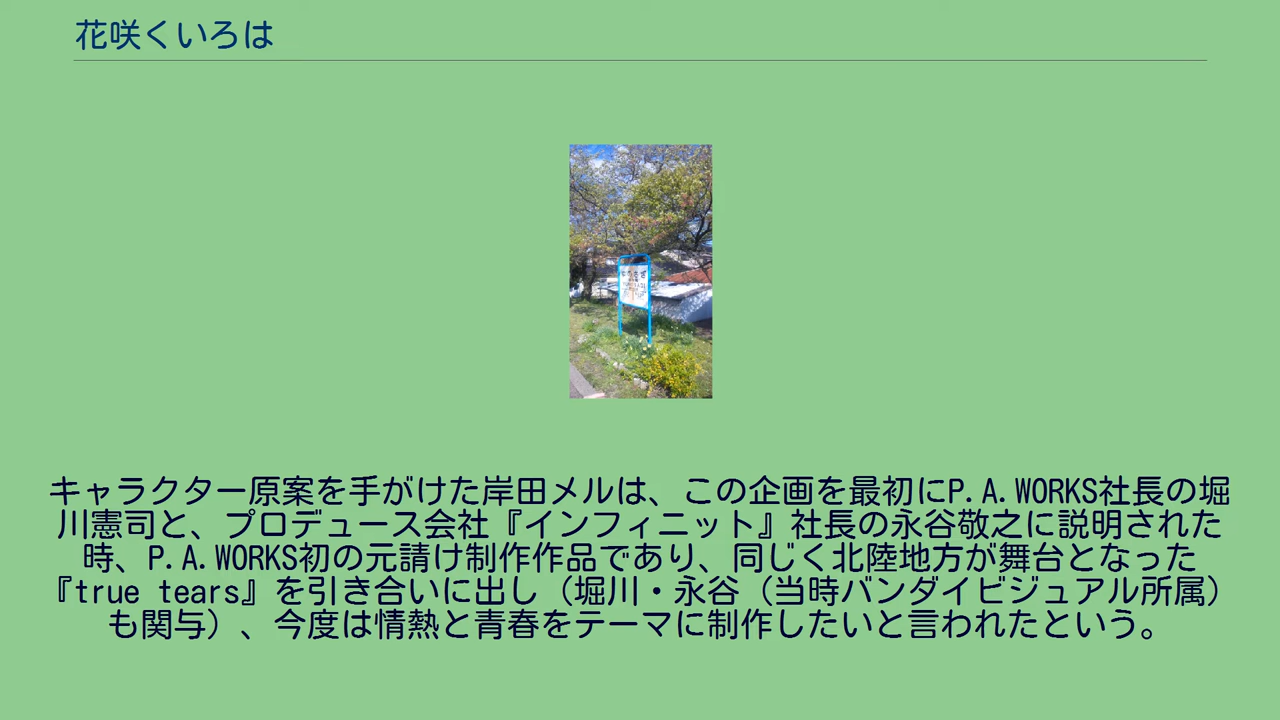 花咲くいろは
キャラクター原案を手がけた岸田メルは、この企画を最初にP.A.WORKS社長の堀
川憲司と、プロデュース会社『インフィニット』社長の永谷敬之に説明された
時、P.A.WORKS初の元請け制作作品であり、同じく北陸地方が舞台となった
『true tears』を引き合いに出し（堀川・永谷（当時バンダイビジュアル所属）
も関与）、今度は情熱と青春をテーマに制作したいと言われたという。